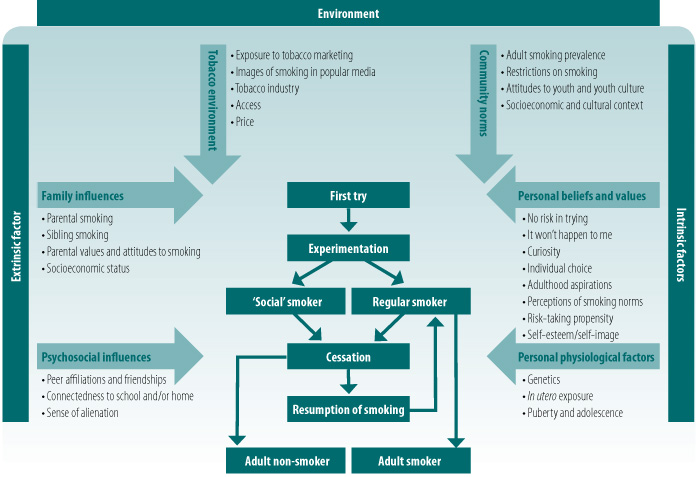 Environment
Extrinsic factor
Tobacco environment
• Exposure to tobacco marketing
• Images of smoking in popular media
• Tobacco industry
• Access
• Price
Community norms
• Adult smoking prevalence
• Restrictions on smoking
• Attitudes to youth and youth culture
• Socioeconomic and cultural context
Intrinsic factors
Family influences
• Parental smoking
• Sibling smoking
• Parental values and attitudes to smoking
• Socioeconomic status
First try
Experimentation
‘Social’ smoker
Regular smoker
Cessation
Resumption of smoking
Adult non-smoker
Adult smoker
Personal beliefs and values
• No risk in trying
• It won’t happen to me
• Curiosity
• Individual choice
• Adulthood aspirations
• Perceptions of smoking norms
• Risk-taking propensity
• Self-esteem/self-image
Psychosocial influences
• Peer affiliations and friendships
• Connectedness to school and/or home
• Sense of alienation
Personal physiological factors
• Genetics
• In utero exposure
• Puberty and adolescence